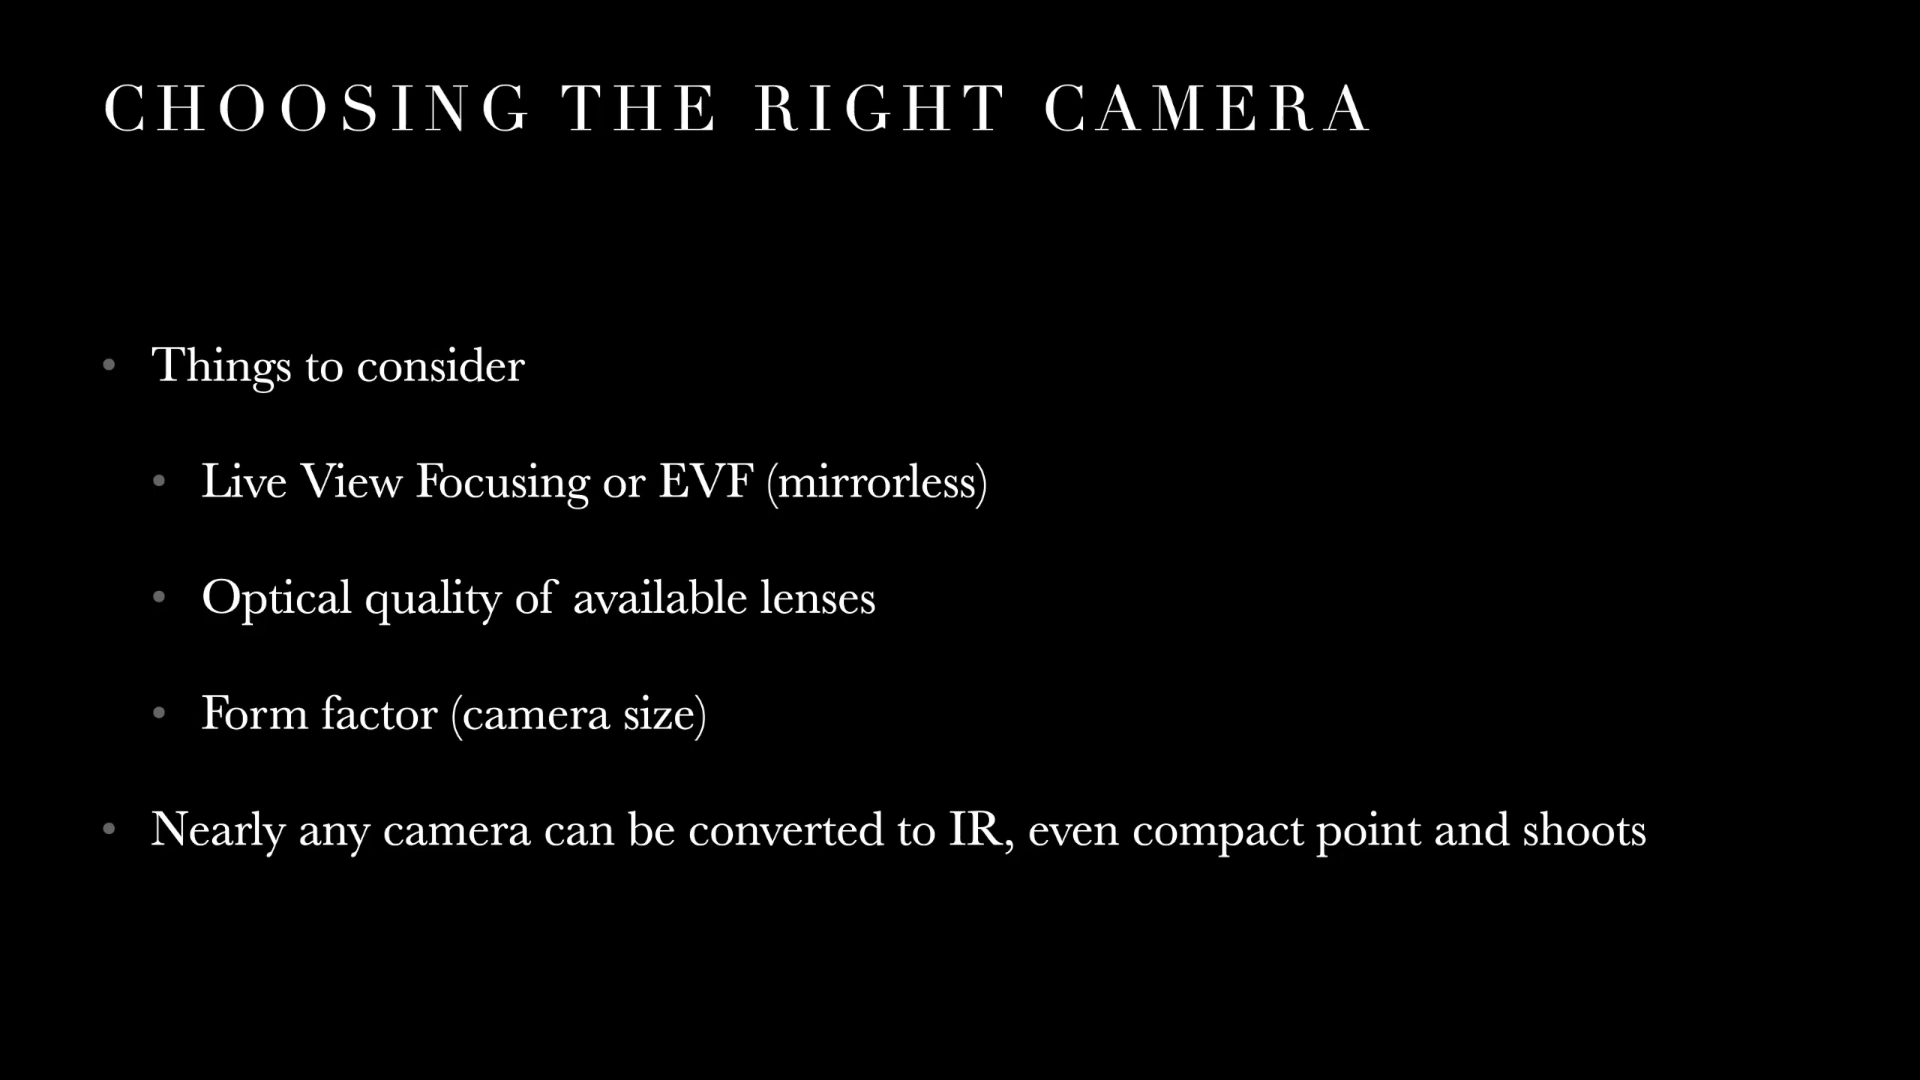 CHOOSING THE RIGHT CAMERA
• Things to consider
• Live View Focusing or EVF (mirrorless)
• Optical quality of available lenses
• Form factor (camera size)
• Nearly any camera can be converted to IR, even compact point and shoots